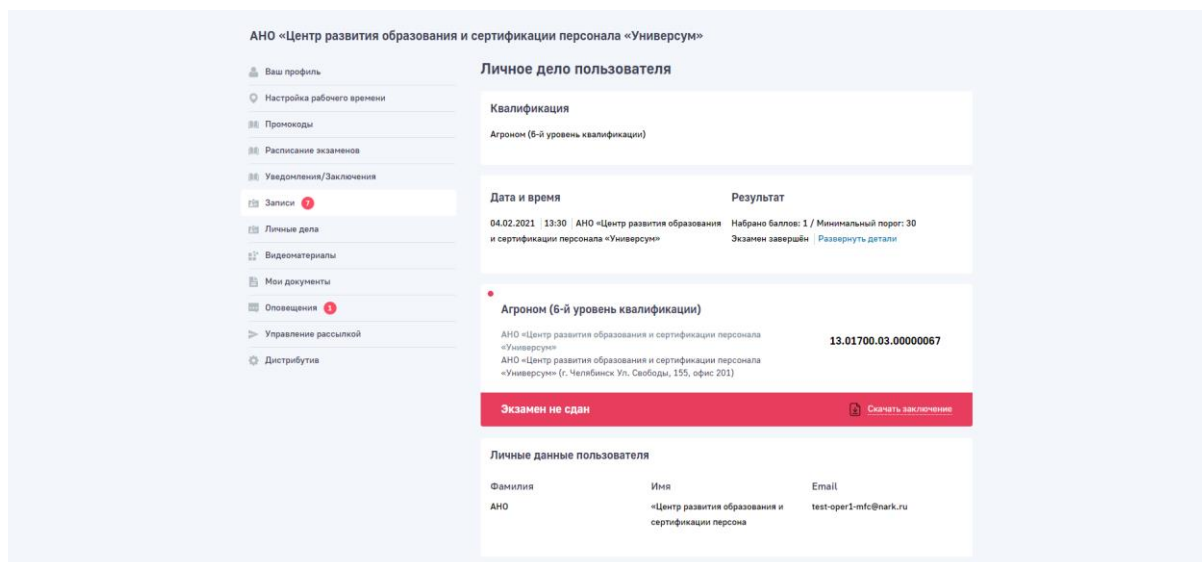 АНО «Центр развития образования и сертификации персонала «Универсум»
Ваш профиль
Настройка рабочего времени
Промокоды
Расписание экзаменов
Уведомления/Заключения
Записи 7
Личные дела
Видеоматериалы
Мои документы
Оповещения 1
Управление рассылкой
Дистрибутив
Личное дело пользователя
Квалификация
Агроном (6-й уровень квалификации)
Дата и время
04.02.2021 | 13:30 | АНО «Центр развития образования
и сертификации персонала «Универсум»
Результат
Набрано баллов: 1 / Минимальный порог: 30
Экзамен завершён | Развернуть детали
Агроном (6-й уровень квалификации)
АНО «Центр развития образования и сертификации персонала
«Универсум»
АНО «Центр развития образования и сертификации персонала
«Универсум» (г. Челябинск Ул. Свободы, 155, офис 201)
13.01700.03.00000067
Экзамен не сдан
Скачать заключение
Личные данные пользователя
Фамилия
АНО
Имя
«Центр развития образования и
сертификации персона
Email
test-oper1-mfc@nark.ru